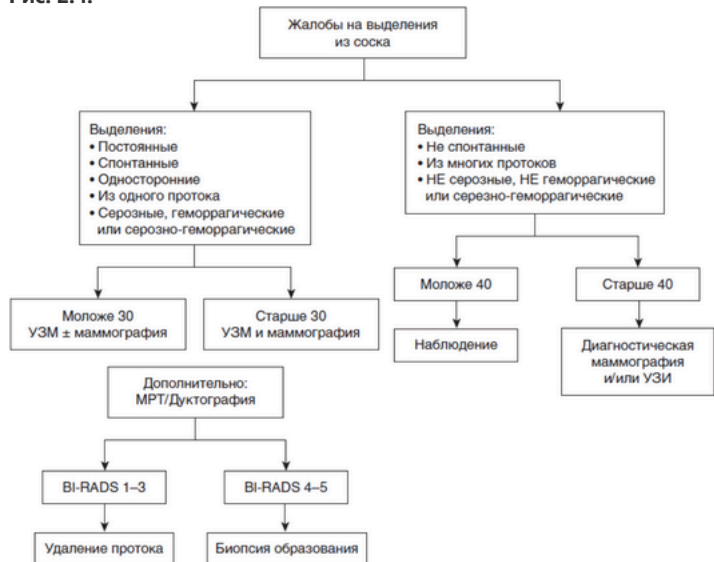 Рис. 2.4.
Жалобы на выделения
из соска
Выделения:
• Постоянные
• Спонтанные
• Односторонние
• Из одного протока
• Серозные, геморрагические
или серозно-геморрагические
Выделения:
• Не спонтанные
• Из многих протоков
• НЕ серозные, НЕ геморрагические
или серезно-геморрагические
Моложе 30
УЗМ ± маммография
Старше 30
УЗМ и маммография
Моложе 40
Старше 40
Наблюдение
Диагностическая
маммография
и/или УЗИ
Дополнительно:
МРТ/Дуктография
BI-RADS 1–3
BI-RADS 4–5
Удаление протока
Биопсия образования